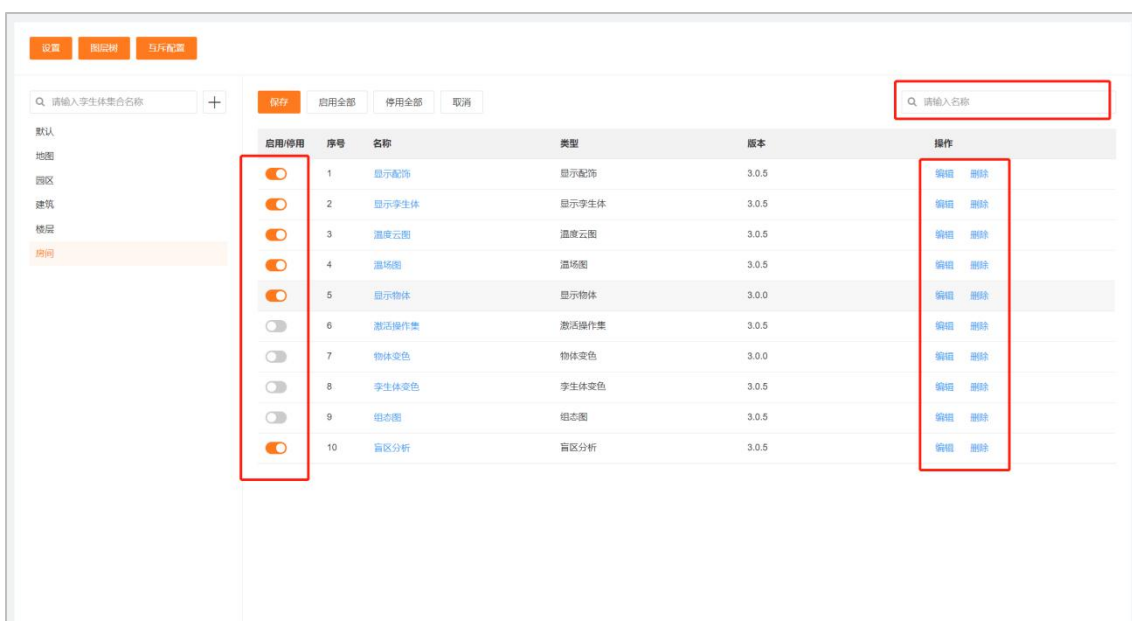 设置 图层树 互斥配置
请输入孪生体集合名称
默认
地图
园区
建筑
楼层
房间
保存 启用全部 停用全部 取消 请输入名称
启用/停用 序号 名称 类型 版本 操作
1 显示配饰 显示配饰 3.0.5 编辑 删除
2 显示孪生体 显示孪生体 3.0.5 编辑 删除
3 温度云图 温度云图 3.0.5 编辑 删除
4 温场图 温场图 3.0.5 编辑 删除
5 显示物体 显示物体 3.0.0 编辑 删除
6 激活操作集 激活操作集 3.0.5 编辑 删除
7 物体变色 物体变色 3.0.0 编辑 删除
8 孪生体变色 孪生体变色 3.0.5 编辑 删除
9 组态图 组态图 3.0.5 编辑 删除
10 盲区分析 盲区分析 3.0.5 编辑 删除